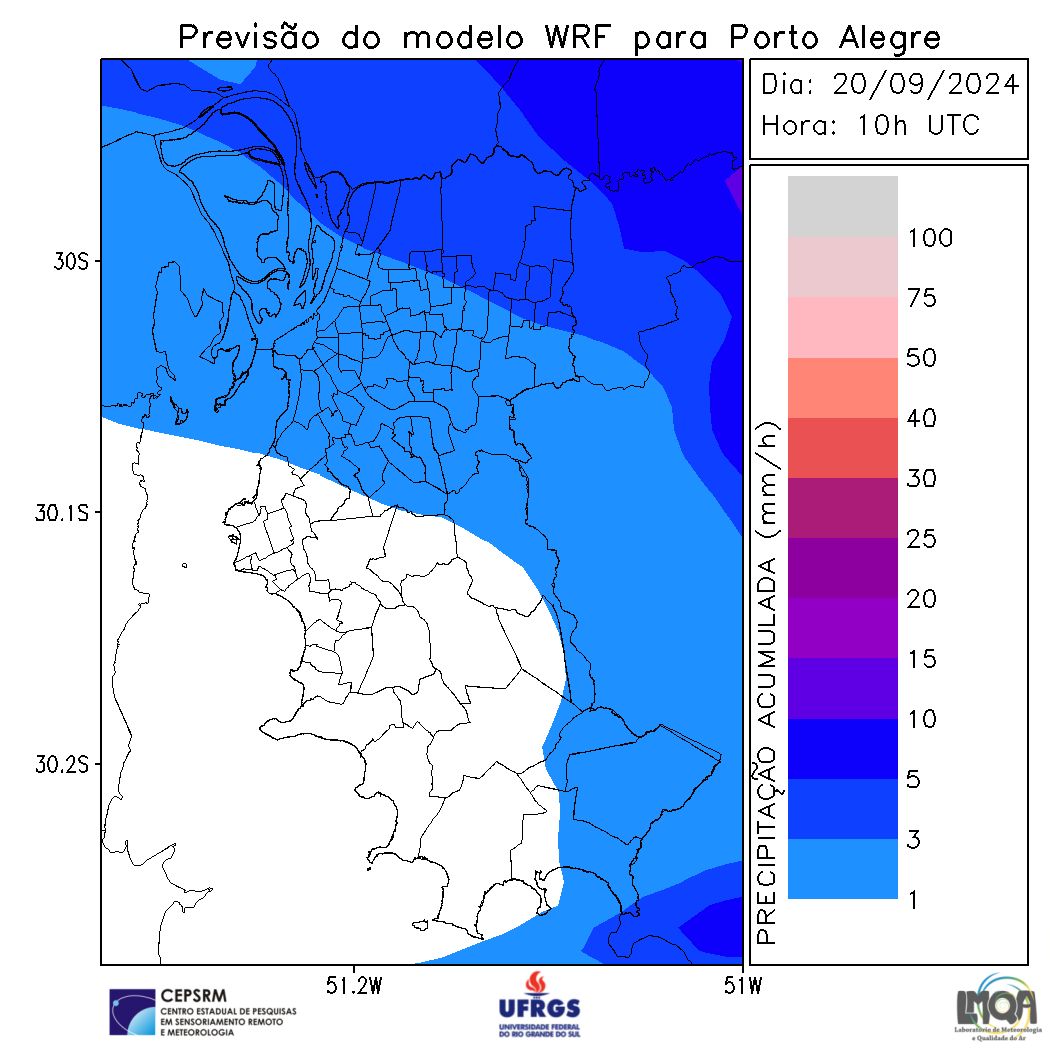 Previsão do modelo WRF para Porto Alegre
Dia: 20/09/2024
Hora: 10h UTC
30S
30.1S
30.2S
51.2W
51W
PRECIPITAÇÃO ACUMULADA (mm/h)
100
75
50
40
30
25
20
15
10
5
3
1
CEPSRM
CENTRO ESTADUAL DE PESQUISAS
EM SENSORIAMENTO REMOTO
E METEOROLOGIA
UFRGS
UNIVERSIDADE FEDERAL
DO RIO GRANDE DO SUL
LMQA
Laboratório de Meteorologia
e Qualidade do Ar